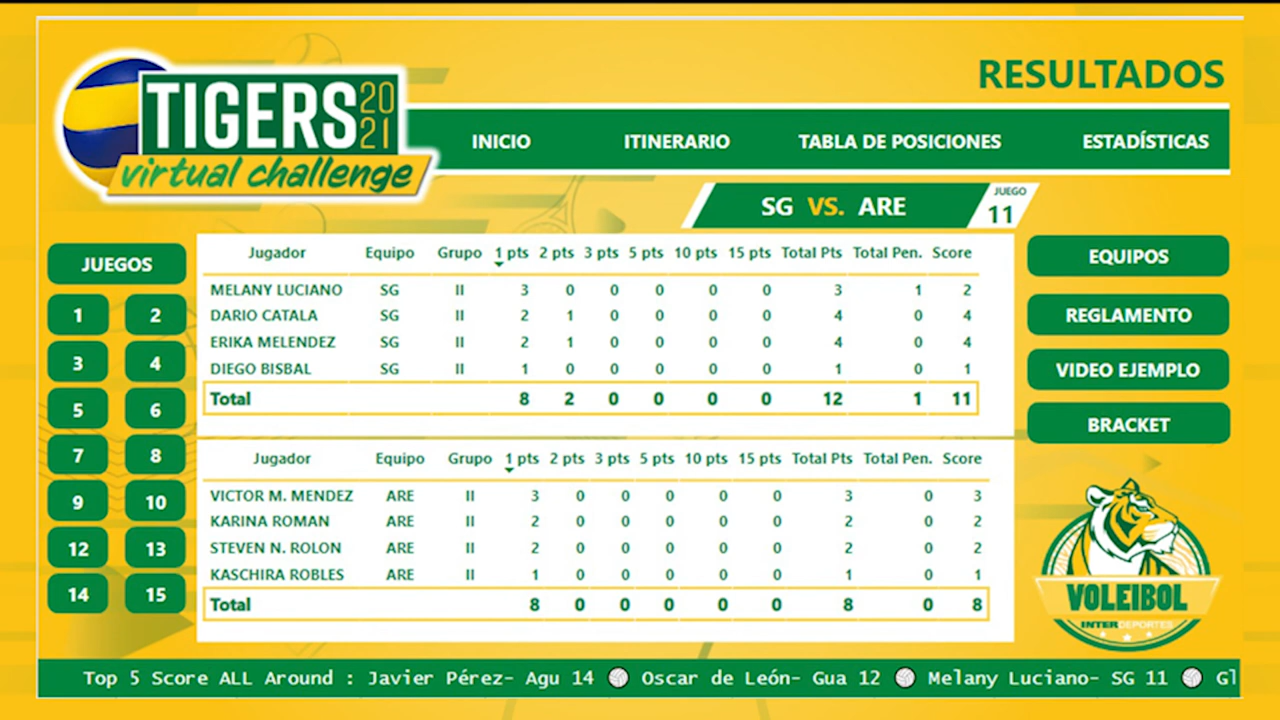 RESULTADOS
TIGERS 20 21
virtual challenge
INICIO ITINERARIO TABLA DE POSICIONES ESTADÍSTICAS
SG VS. ARE
JUEGO
11
JUEGOS
1 2
3 4
5 6
7 8
9 10
12 13
14 15
Jugador Equipo Grupo 1 pts 2 pts 3 pts 5 pts 10 pts 15 pts Total Pts Total Pen. Score
MELANY LUCIANO SG II 3 0 0 0 0 0 3 1 2
DARIO CATALA SG II 2 1 0 0 0 0 4 0 4
ERIKA MELENDEZ SG II 2 1 0 0 0 0 4 0 4
DIEGO BISBAL SG II 1 0 0 0 0 0 1 0 1
Total 8 2 0 0 0 0 12 1 11
Jugador Equipo Grupo 1 pts 2 pts 3 pts 5 pts 10 pts 15 pts Total Pts Total Pen. Score
VICTOR M. MENDEZ ARE II 3 0 0 0 0 0 3 0 3
KARINA ROMAN ARE II 2 0 0 0 0 0 2 0 2
STEVEN N. ROLON ARE II 2 0 0 0 0 0 2 0 2
KASCHIRA ROBLES ARE II 1 0 0 0 0 0 1 0 1
Total 8 0 0 0 0 0 8 0 8
EQUIPOS
REGLAMENTO
VIDEO EJEMPLO
BRACKET
VOLEIBOL
INTERDEPORTES
Top 5 Score ALL Around : Javier Pérez- Agu 14 Oscar de León- Gua 12 Melany Luciano- SG 11 Gl